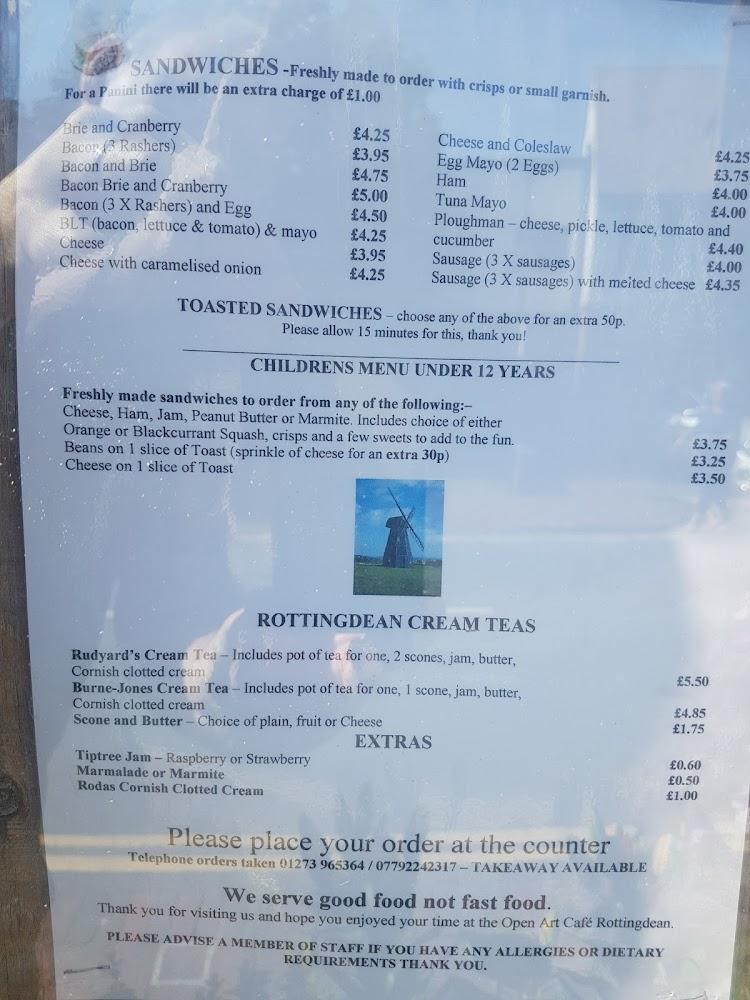 SANDWICHES -Freshly made to order with crisps or small garnish.
For a Panini there will be an extra charge of £1.00
Brie and Cranberry £4.25
Bacon (3 Rashers) £3.95
Bacon and Brie £4.75
Bacon Brie and Cranberry £5.00
Bacon (3 X Rashers) and Egg £4.50
BLT (bacon, lettuce & tomato) & mayo £4.25
Cheese £3.95
Cheese with caramelised onion £4.25
Cheese and Coleslaw £4.25
Egg Mayo (2 Eggs) £3.75
Ham £4.00
Tuna Mayo £4.00
Ploughman – cheese, pickle, lettuce, tomato and
cucumber £4.40
Sausage (3 X sausages) £4.00
Sausage (3 X sausages) with melted cheese £4.35
TOASTED SANDWICHES – choose any of the above for an extra 50p.
Please allow 15 minutes for this, thank you!
CHILDRENS MENU UNDER 12 YEARS
Freshly made sandwiches to order from any of the following:–
Cheese, Ham, Jam, Peanut Butter or Marmite. Includes choice of either
Orange or Blackcurrant Squash, crisps and a few sweets to add to the fun. £3.75
Beans on 1 slice of Toast (sprinkle of cheese for an extra 30p) £3.25
Cheese on 1 slice of Toast £3.50
ROTTINGDEAN CREAM TEAS
Rudyard's Cream Tea – Includes pot of tea for one, 2 scones, jam, butter,
Cornish clotted cream £5.50
Burne-Jones Cream Tea – Includes pot of tea for one, 1 scone, jam, butter,
Cornish clotted cream £4.85
Scone and Butter – Choice of plain, fruit or Cheese £1.75
EXTRAS
Tiptree Jam – Raspberry or Strawberry £0.60
Marmalade or Marmite £0.50
Rodas Cornish Clotted Cream £1.00
Please place your order at the counter
Telephone orders taken 01273 965364 / 07792242317 – TAKEAWAY AVAILABLE
We serve good food not fast food.
Thank you for visiting us and hope you enjoyed your time at the Open Art Café Rottingdean.
PLEASE ADVISE A MEMBER OF STAFF IF YOU HAVE ANY ALLERGIES OR DIETARY
REQUIREMENTS THANK YOU.